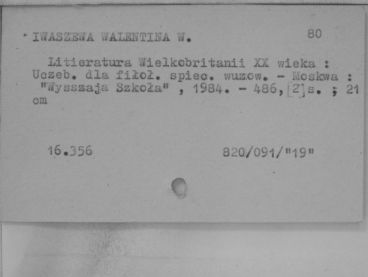 IWASZEWA WALENTINA W. 80
Litieratura Wielkobritanii XX wieka :
Uczeb. dla fiłoł. spiec. wuzow. - Moskwa :
"Wysszaja Szkoła" , 1984. - 486,[2]s. ; 21
cm
16.356 820/091/"19"